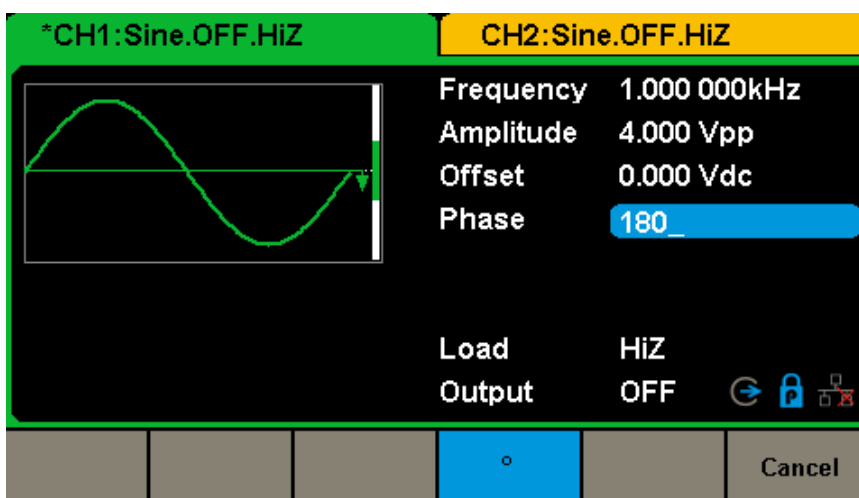 *CH1:Sine.OFF.HiZ CH2:Sine.OFF.HiZ
Frequency 1.000 000kHz
Amplitude 4.000 Vpp
Offset 0.000 Vdc
Phase 180_
Load HiZ
Output OFF P
° Cancel